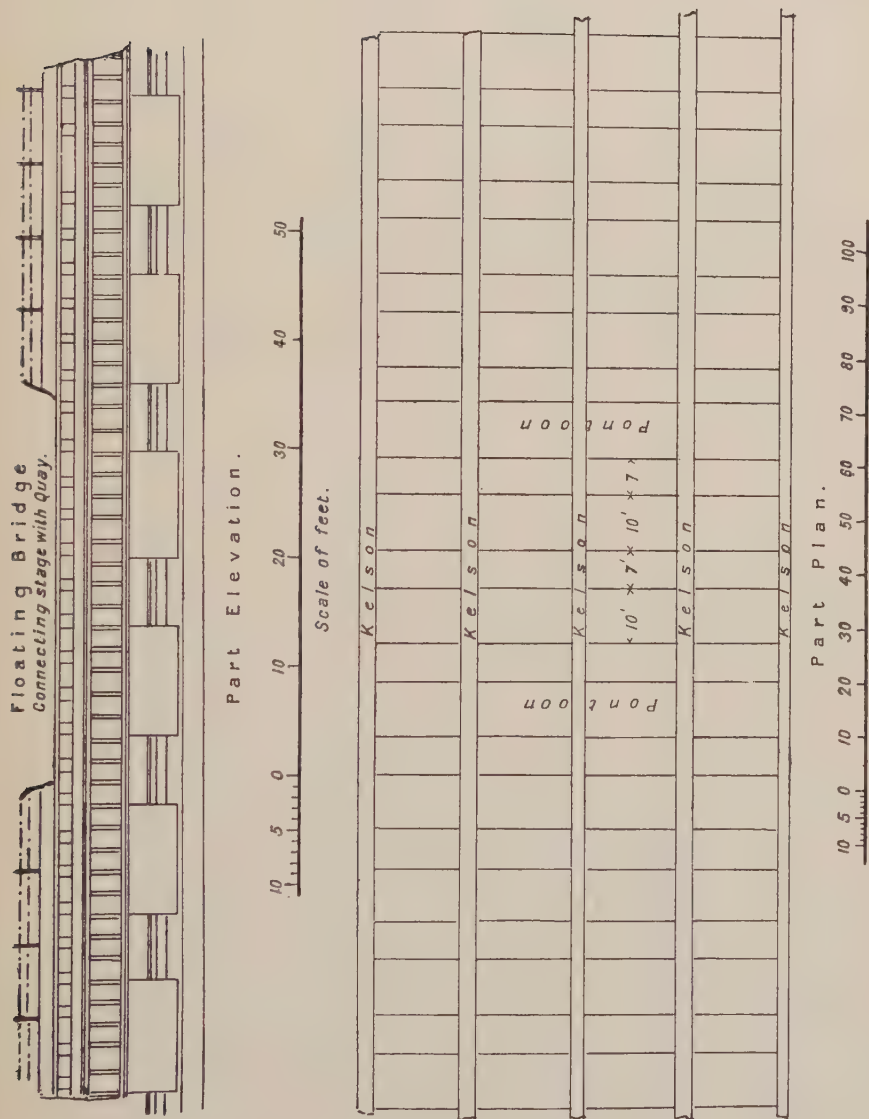 Floating Bridge
Connecting stage with Quay.
Part Elevation.
10 5 0 10 20 30 40 50
Scale of feet.
Kelson
Kelson
Pontoon
Pontoon
Kelson
< 10' × 7' × 10' × 7 >
Kelson
Kelson
Part Plan.
10 5 0 10 20 30 40 50 60 70 80 90 100